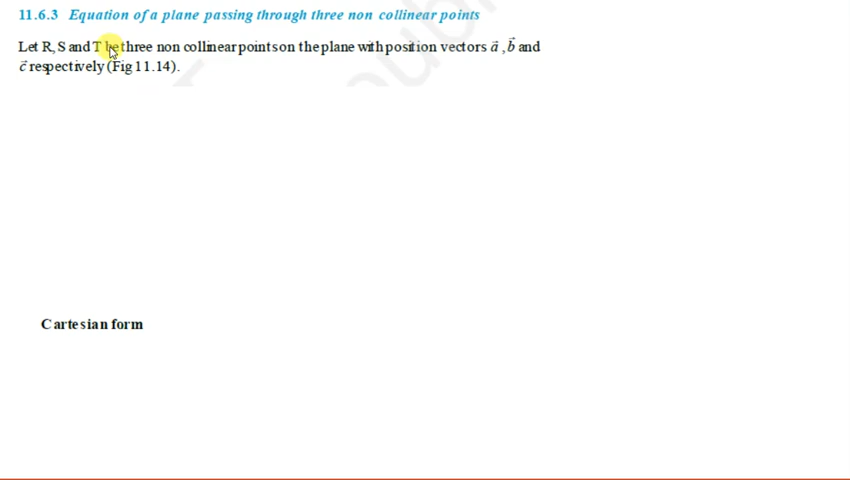 11.6.3 Equation of a plane passing through three non collinear points
Let R, S and T be three non collinear points on the plane with position vectors a⃗ , b⃗ and
c⃗ respectively (Fig 11.14).
Cartesian form